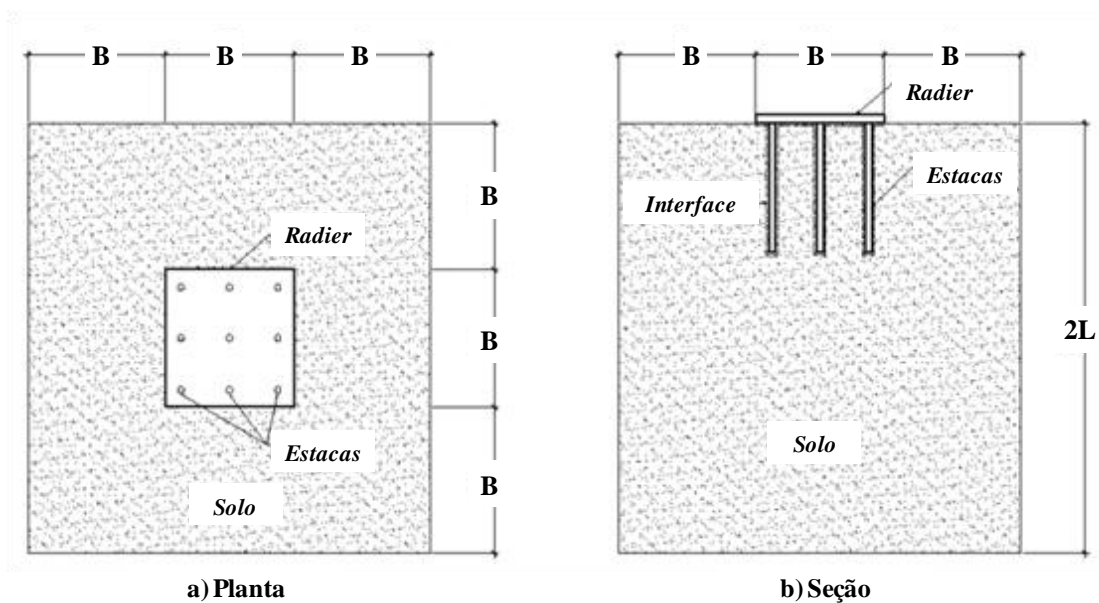 B B B
Radier
B
B
B
Estacas
Solo
a) Planta
B B B
Radier
Estacas
Interface
2L
Solo
b) Seção